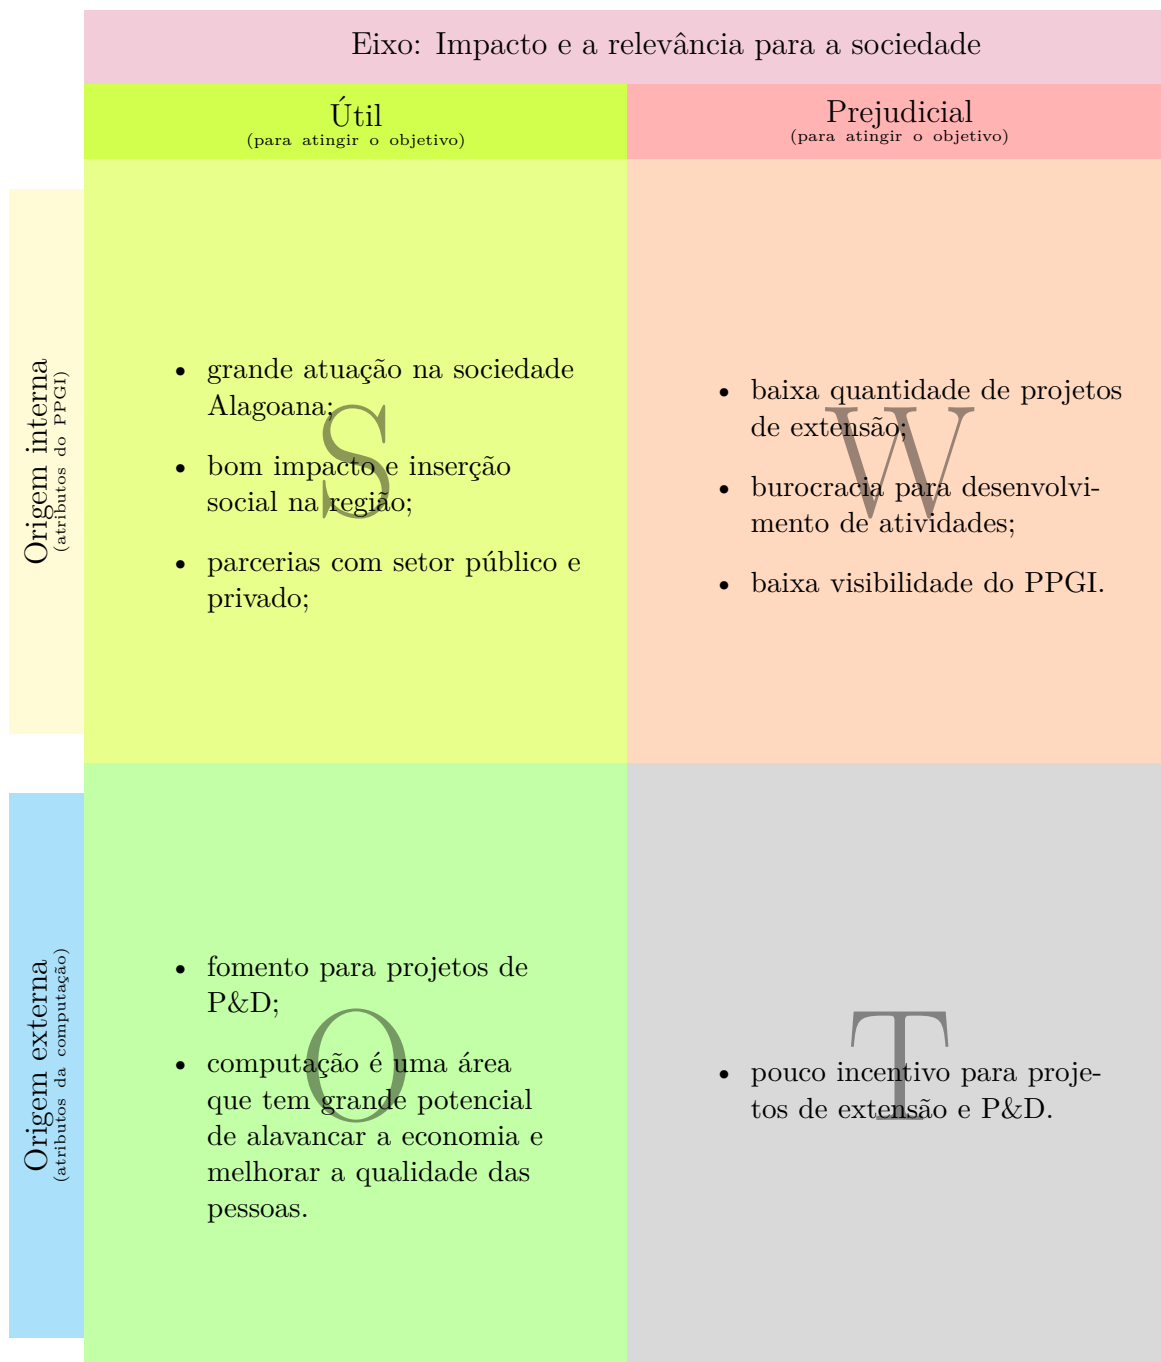 Eixo: Impacto e a relevância para a sociedade
Útil
(para atingir o objetivo)
Prejudicial
(para atingir o objetivo)
Origem interna
(atributos do PPGI)
S
• grande atuação na sociedade
Alagoana;
• bom impacto e inserção
social na região;
• parcerias com setor público e
privado;
W
• baixa quantidade de projetos
de extensão;
• burocracia para desenvolvi-
mento de atividades;
• baixa visibilidade do PPGI.
Origem externa
(atributos da computação)
O
• fomento para projetos de
P&D;
• computação é uma área
que tem grande potencial
de alavancar a economia e
melhorar a qualidade das
pessoas.
T
• pouco incentivo para proje-
tos de extensão e P&D.